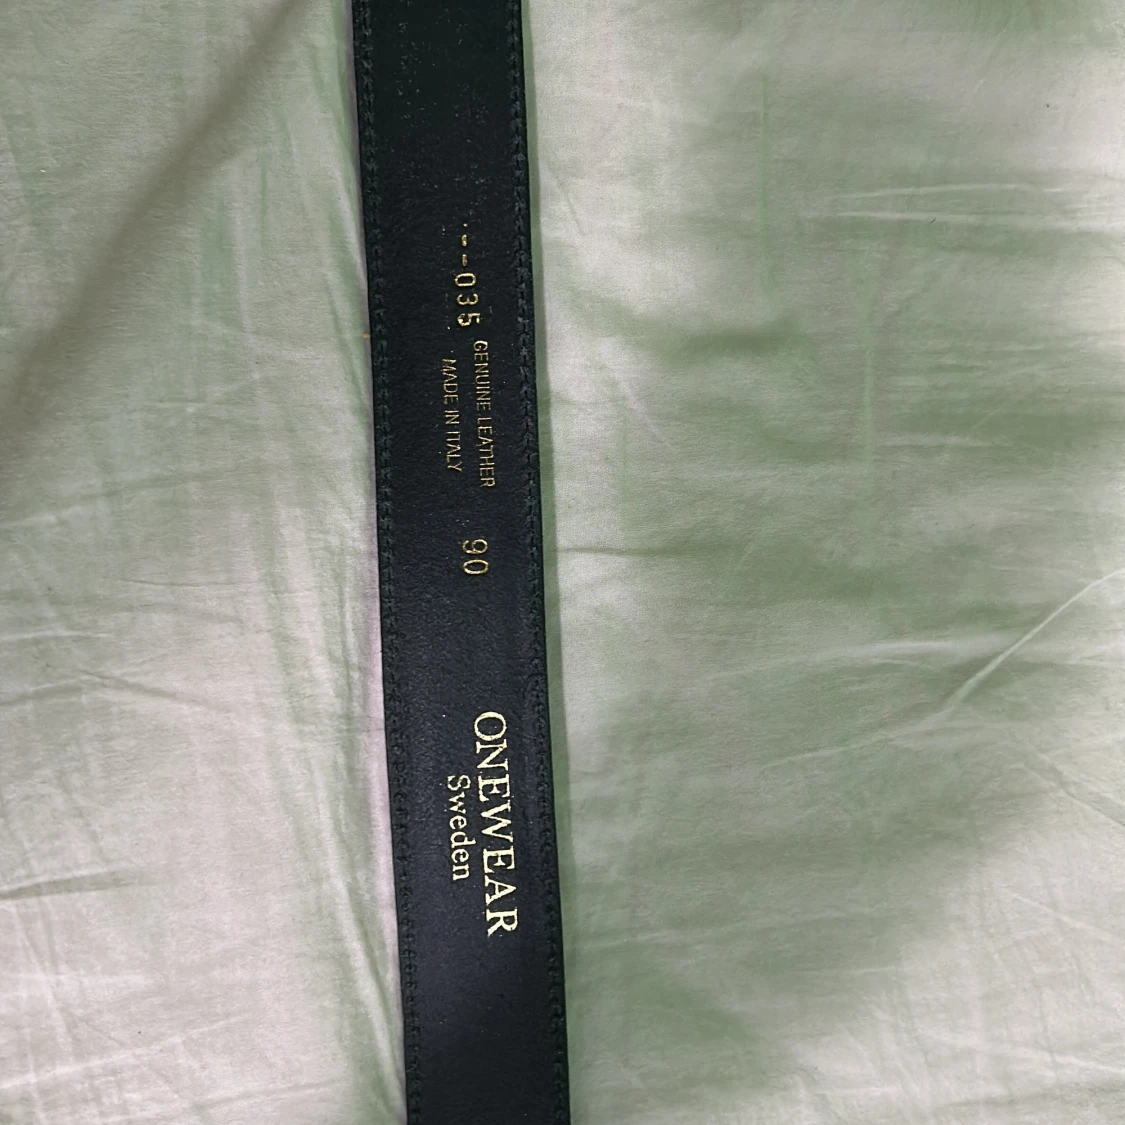 --035
GENUINE LEATHER
MADE IN ITALY
90
ONEWEAR
Sweden